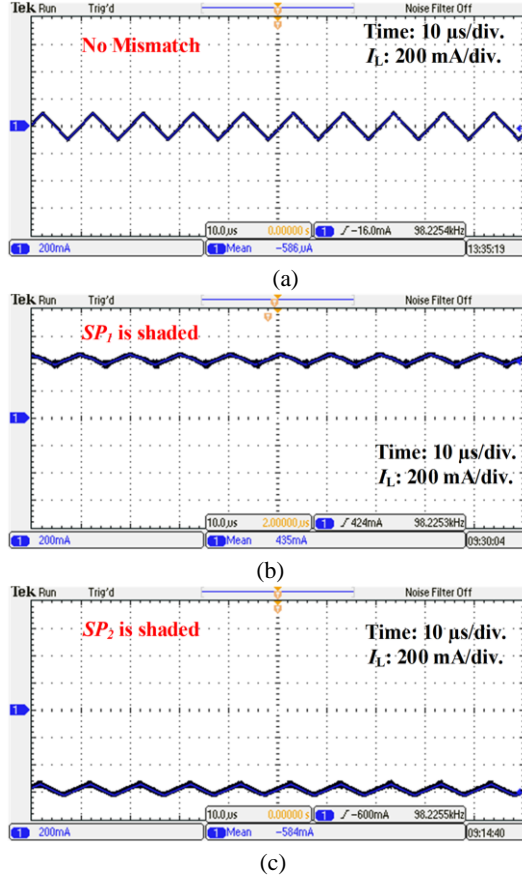 Tek Run Trig'd Noise Filter Off
No Mismatch
Time: 10 µs/div.
I_L: 200 mA/div.
1
10.0µs 0.00000 s 1 ∫ −16.0mA 98.2254kHz
1 200mA 1 Mean −586µA 13:35:19
(a)
Tek Run Trig'd Noise Filter Off
SP1 is shaded
1
Time: 10 µs/div.
IL: 200 mA/div.
10.0µs 2.00000µs 1 ∫ 424mA 98.2253kHz
1 200mA 1 Mean 435mA 09:30:04
(b)
Tek Run Trig'd Noise Filter Off
SP2 is shaded
Time: 10 µs/div.
IL: 200 mA/div.
1
10.0µs 0.00000 s 1 ∫ −600mA 98.2255kHz
1 200mA 1 Mean −584mA 09:14:40
(c)